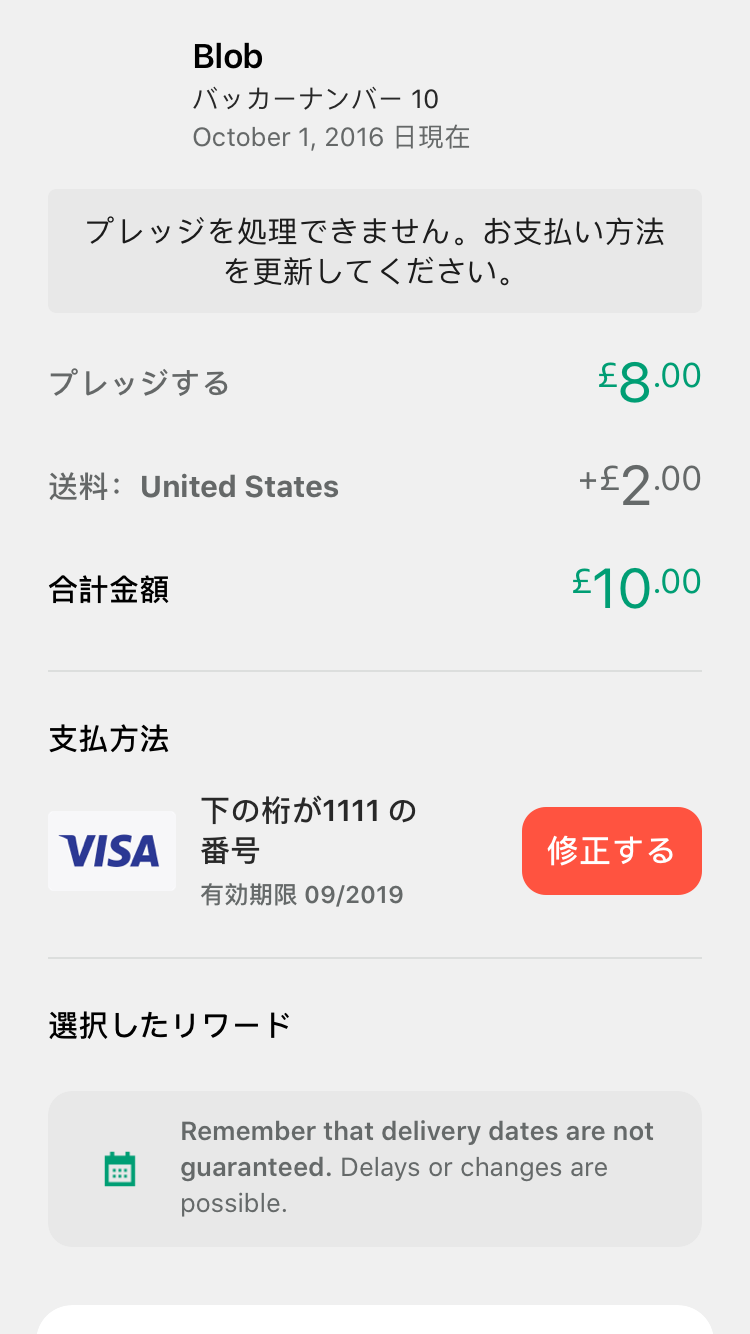 Blob
バッカーナンバー 10
October 1, 2016 日現在
プレッジを処理できません。お支払い方法
を更新してください。
プレッジする £8.00
送料： United States +£2.00
合計金額 £10.00
支払方法
VISA
下の桁が1111 の
番号
有効期限 09/2019
修正する
選択したリワード
Remember that delivery dates are not
guaranteed. Delays or changes are
possible.